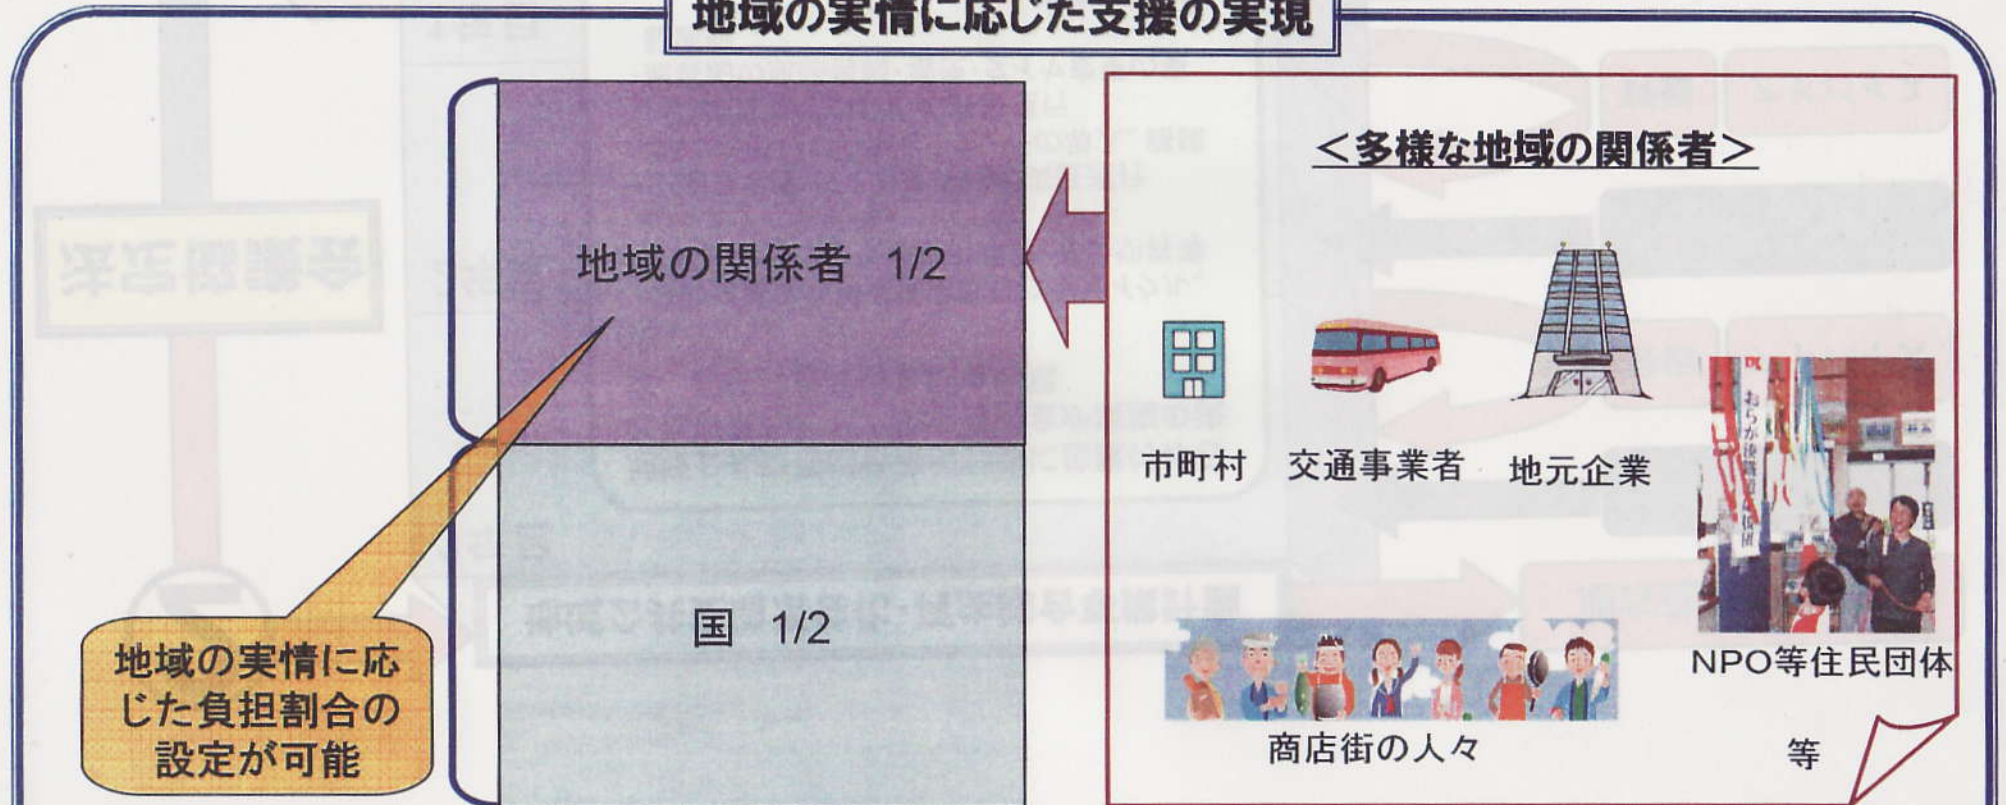 地域の実情に応じた支援の実現
地域の関係者 1/2
国 1/2
地域の実情に応
じた負担割合の
設定が可能
＜多様な地域の関係者＞
市町村
交通事業者
地元企業
NPO等住民団体
商店街の人々
等